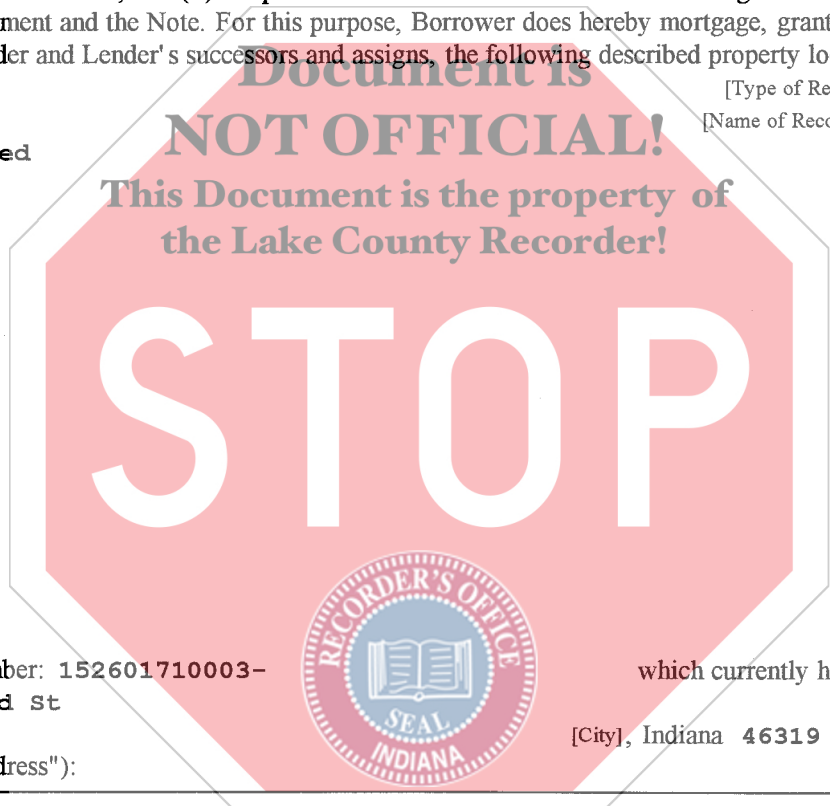 ment and the Note. For this purpose, Borrower does hereby mortgage, grant
der and Lender's successors and assigns, the following described property lo
Document is
[Type of Re
NOT OFFICIAL!
[Name of Reco
ed
This Document is the property of
the Lake County Recorder!
STOP
RECORDER'S OFFICE
SEAL
INDIANA
ber: 152601710003-
which currently h
d St
[City], Indiana 46319
dress"):